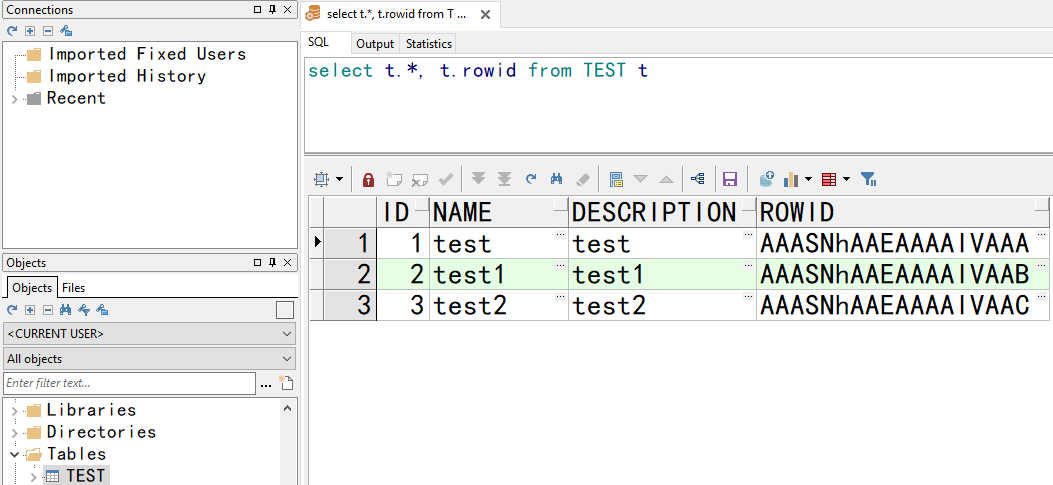 Connections
Imported Fixed Users
Imported History
Recent
Objects
Objects Files
<CURRENT USER>
All objects
Enter filter text...
Libraries
Directories
Tables
TEST
select t.*, t.rowid from T ...
SQL Output Statistics
select t.*, t.rowid from TEST t
ID NAME DESCRIPTION ROWID
1 1 test test AAASNhAAEAAAAIVAAA
2 2 test1 test1 AAASNhAAEAAAAIVAAB
3 3 test2 test2 AAASNhAAEAAAAIVAAC